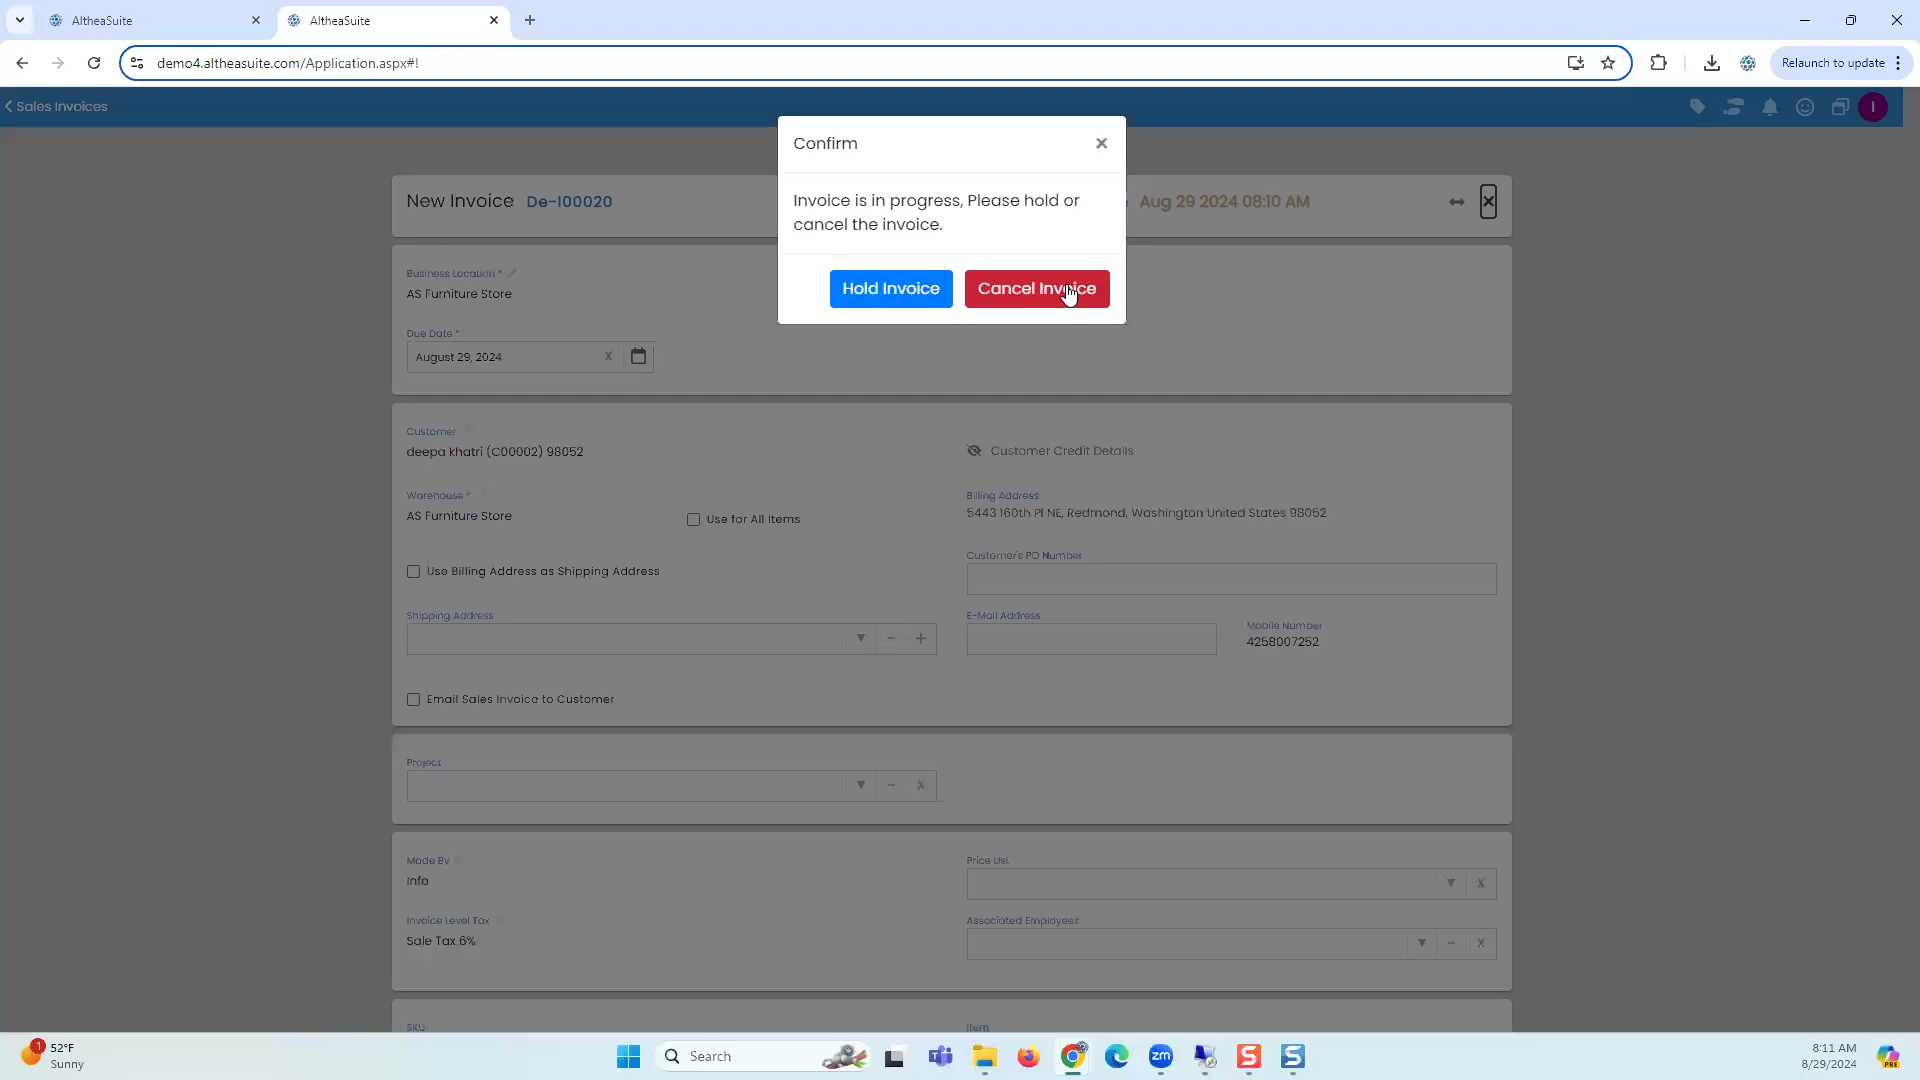 AltheaSuite
AltheaSuite
demo4.altheasuite.com/Application.aspx#!
Relaunch to update
Sales Invoices
I
Confirm
Invoice is in progress, Please hold or
cancel the invoice.
Hold Invoice
Cancel Invoice
New Invoice De-I00020
Aug 29 2024 08:10 AM
Business Location *
AS Furniture Store
Due Date *
August 29, 2024
X
Customer
deepa khatri (C00002) 98052
Customer Credit Details
Warehouse *
AS Furniture Store
Use for All Items
Billing Address
5443 160th Pl NE, Redmond, Washington United States 98052
Customer's PO Number
Use Billing Address as Shipping Address
Shipping Address
E-Mail Address
Mobile Number
4258007252
Email Sales Invoice to Customer
Project
X
Made By
Info
Price List
X
Invoice Level Tax
Sale Tax 6%
Associated Employees
X
SKU
Item
1
52°F
Sunny
Search
zm
S
S
8:11 AM
8/29/2024
PRE